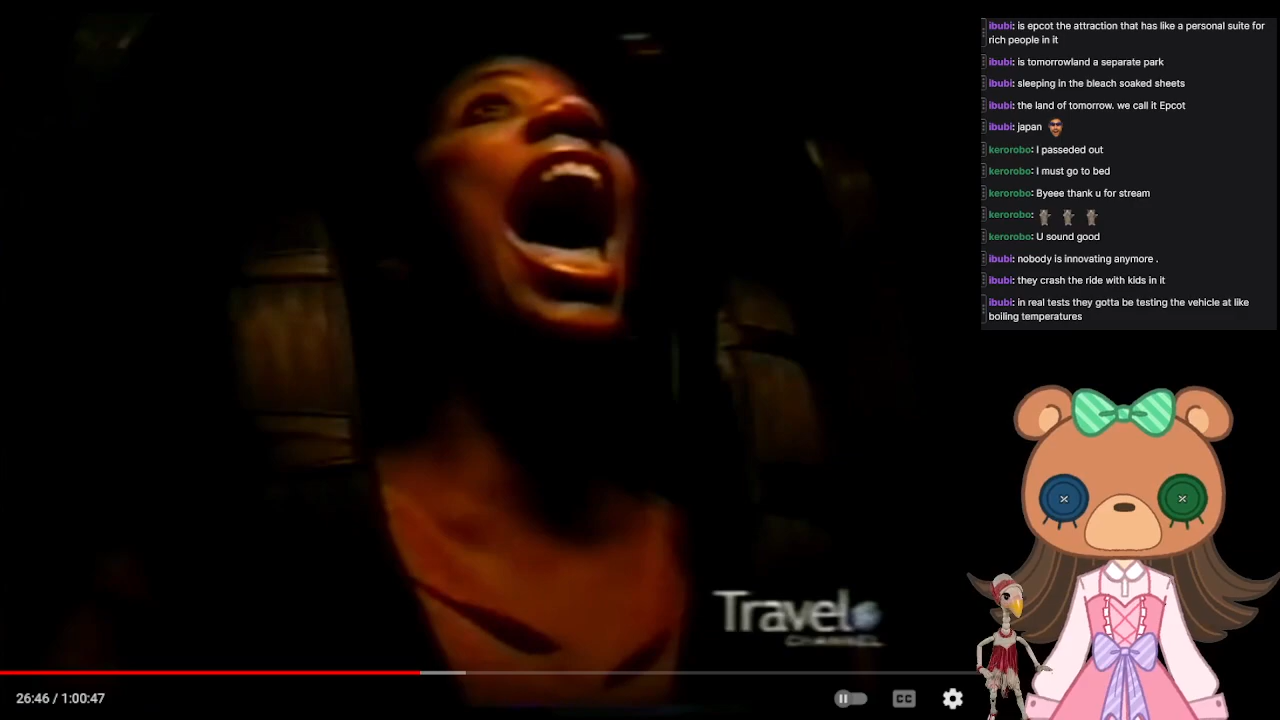 ibubi: is epcot the attraction that has like a personal suite for
rich people in it
ibubi: is tomorrowland a separate park
ibubi: sleeping in the bleach soaked sheets
ibubi: the land of tomorrow. we call it Epcot
ibubi: japan
kerorobo: I passeded out
kerorobo: I must go to bed
kerorobo: Byeee thank u for stream
kerorobo:
kerorobo: U sound good
ibubi: nobody is innovating anymore .
ibubi: they crash the ride with kids in it
ibubi: in real tests they gotta be testing the vehicle at like
boiling temperatures
Travel
CHANNEL
26:46 / 1:00:47
CC